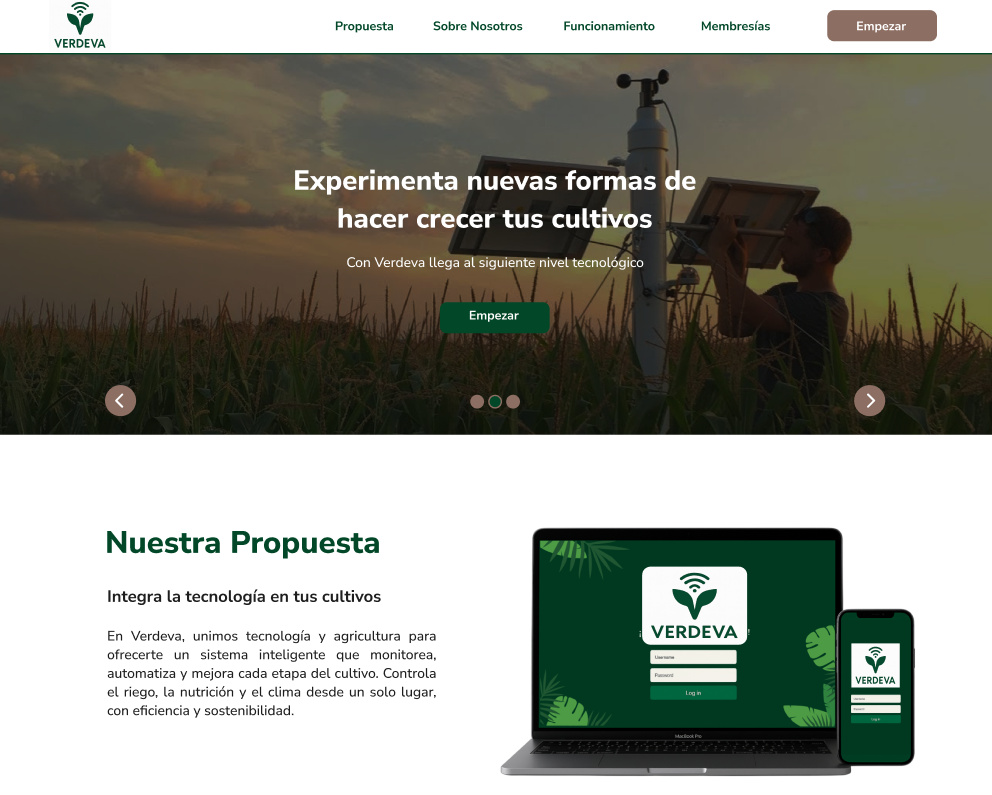 VERDEVA
Propuesta
Sobre Nosotros
Funcionamiento
Membresías
Empezar
Experimenta nuevas formas de
hacer crecer tus cultivos
Con Verdeva llega al siguiente nivel tecnológico
Empezar
Nuestra Propuesta
Integra la tecnología en tus cultivos
En Verdeva, unimos tecnología y agricultura para
ofrecerte un sistema inteligente que monitorea,
automatiza y mejora cada etapa del cultivo. Controla
el riego, la nutrición y el clima desde un solo lugar,
con eficiencia y sostenibilidad.
VERDEVA
Username
Password
Log in
MacBook Pro
VERDEVA
Log in